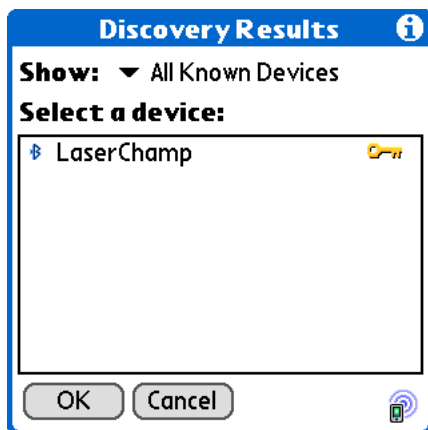 Discovery Results
Show: All Known Devices
Select a device:
LaserChamp
OK Cancel